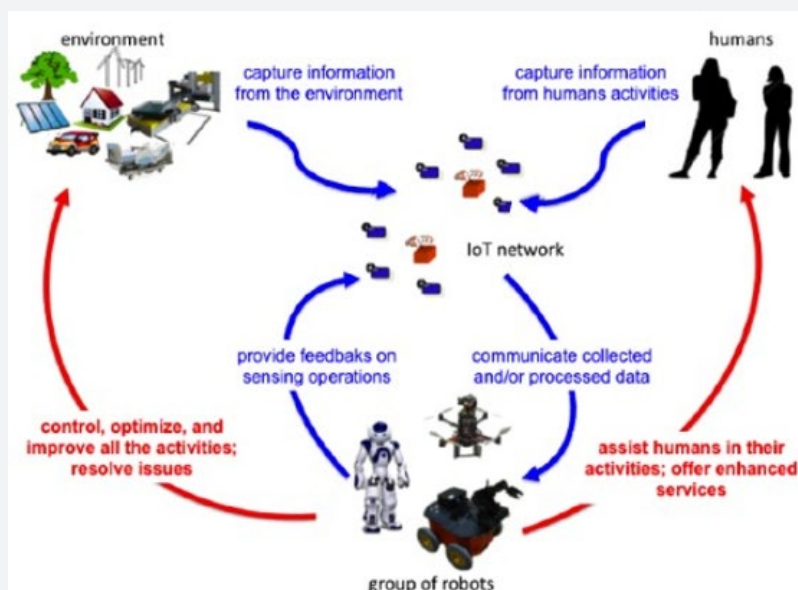 environment
humans
capture information
from the environment
capture information
from humans activities
IoT network
provide feedbaks on
sensing operations
communicate collected
and/or processed data
control, optimize, and
improve all the activities;
resolve issues
assist humans in their
activities; offer enhanced
services
group of robots